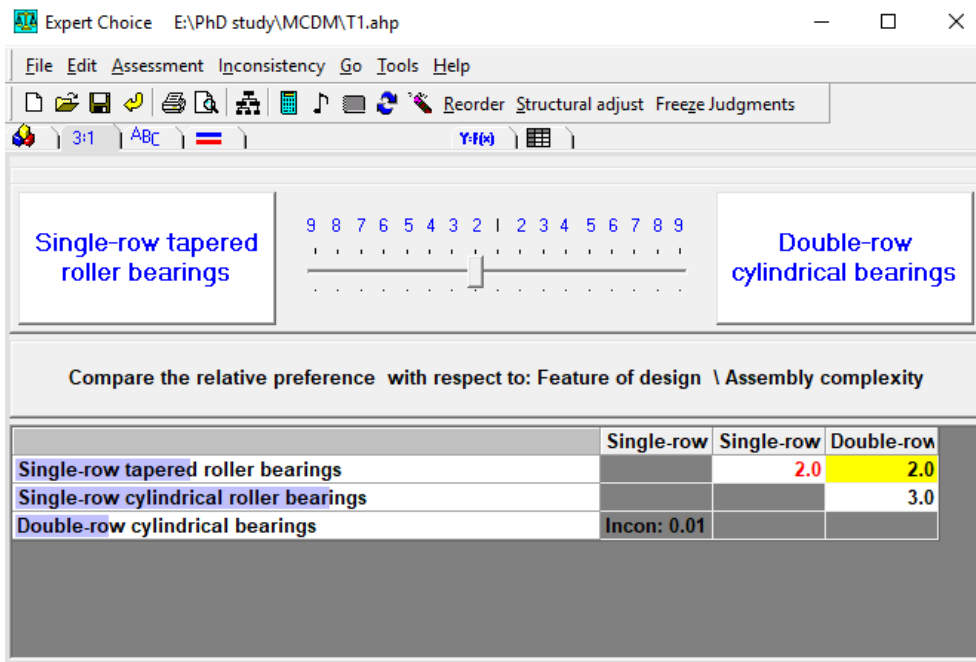 Expert Choice E:\PhD study\MCDM\T1.ahp
File Edit Assessment Inconsistency Go Tools Help
Reorder Structural adjust Freeze Judgments
3:1 ABC Y=F(x)
9 8 7 6 5 4 3 2 1 2 3 4 5 6 7 8 9
Single-row tapered
roller bearings
Double-row
cylindrical bearings
Compare the relative preference with respect to: Feature of design \ Assembly complexity
Single-row Single-row Double-row
Single-row tapered roller bearings 2.0 2.0
Single-row cylindrical roller bearings 3.0
Double-row cylindrical bearings Incon: 0.01